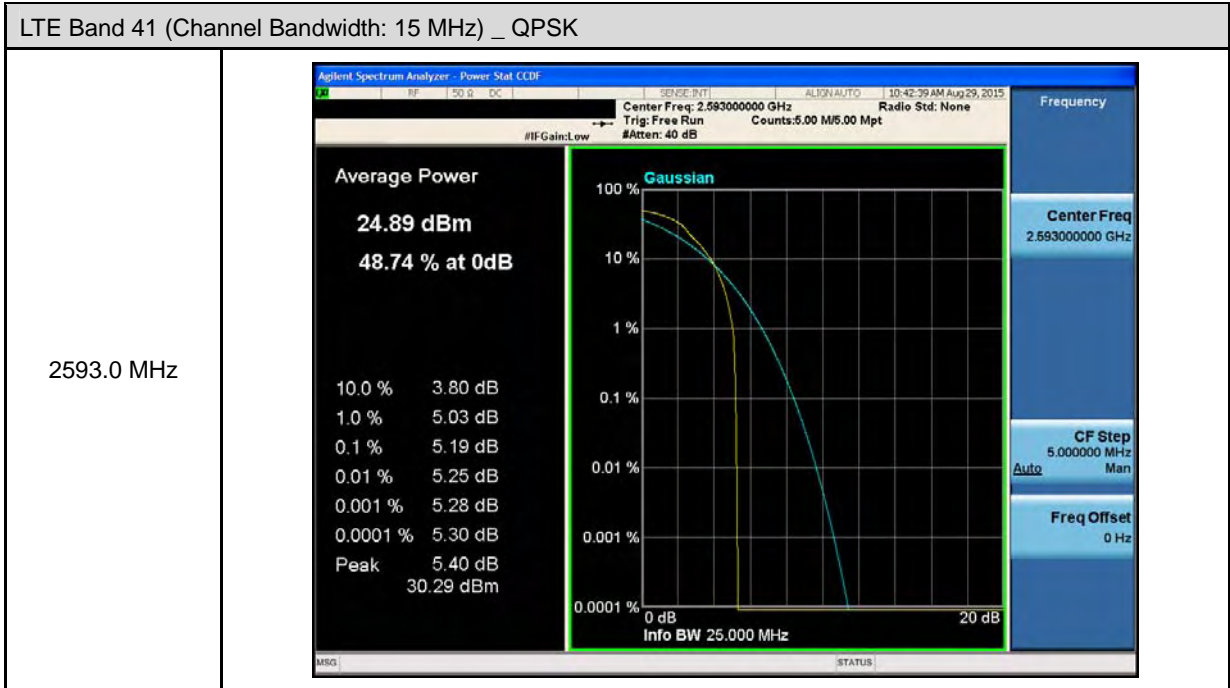 LTE Band 41 (Channel Bandwidth: 15 MHz) _ QPSK
2593.0 MHz
Agilent Spectrum Analyzer - Power Stat CCDF
RF 50 Ω DC SENSE:INT ALIGN AUTO 10:42:39 AM Aug 29, 2015
Center Freq: 2.593000000 GHz Radio Std: None
Trig: Free Run Counts:5.00 M/5.00 Mpt
#IFGain:Low #Atten: 40 dB
Average Power
24.89 dBm
48.74 % at 0dB
10.0 % 3.80 dB
1.0 % 5.03 dB
0.1 % 5.19 dB
0.01 % 5.25 dB
0.001 % 5.28 dB
0.0001 % 5.30 dB
Peak 5.40 dB
30.29 dBm
Gaussian
100 %
10 %
1 %
0.1 %
0.01 %
0.001 %
0.0001 %
0 dB 20 dB
Info BW 25.000 MHz
Frequency
Center Freq
2.593000000 GHz
CF Step
5.000000 MHz
Auto Man
Freq Offset
0 Hz
MSG STATUS